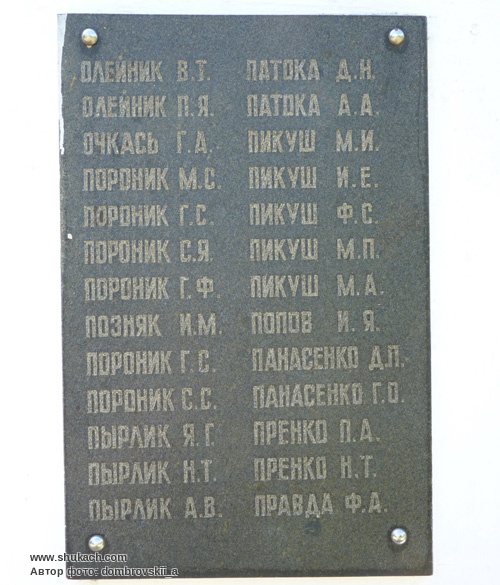 ОЛЕЙНИК В.Т.
ОЛЕЙНИК П.Я.
ОЧКАСЬ Г.А.
ПОРОНИК М.С.
ПОРОНИК Г.С.
ПОРОНИК С.Я.
ПОРОНИК Г.Ф.
ПОЗНЯК И.М.
ПОРОНИК Г.С.
ПОРОНИК С.С.
ПЫРЛИК Я.Г.
ПЫРЛИК Н.Т.
ПЫРЛИК А.В.
ПАТОКА Д.Н.
ПАТОКА А.А.
ПИКУШ М.И.
ПИКУШ И.Е.
ПИКУШ Ф.С.
ПИКУШ М.П.
ПИКУШ М.А.
ПОПОВ И.Я.
ПАНАСЕНКО Д.П.
ПАНАСЕНКО Г.О.
ПРЕНКО П.А.
ПРЕНКО Н.Т.
ПРАВДА Ф.А.
www.shukach.com
Автор фото: dombrovskii_a